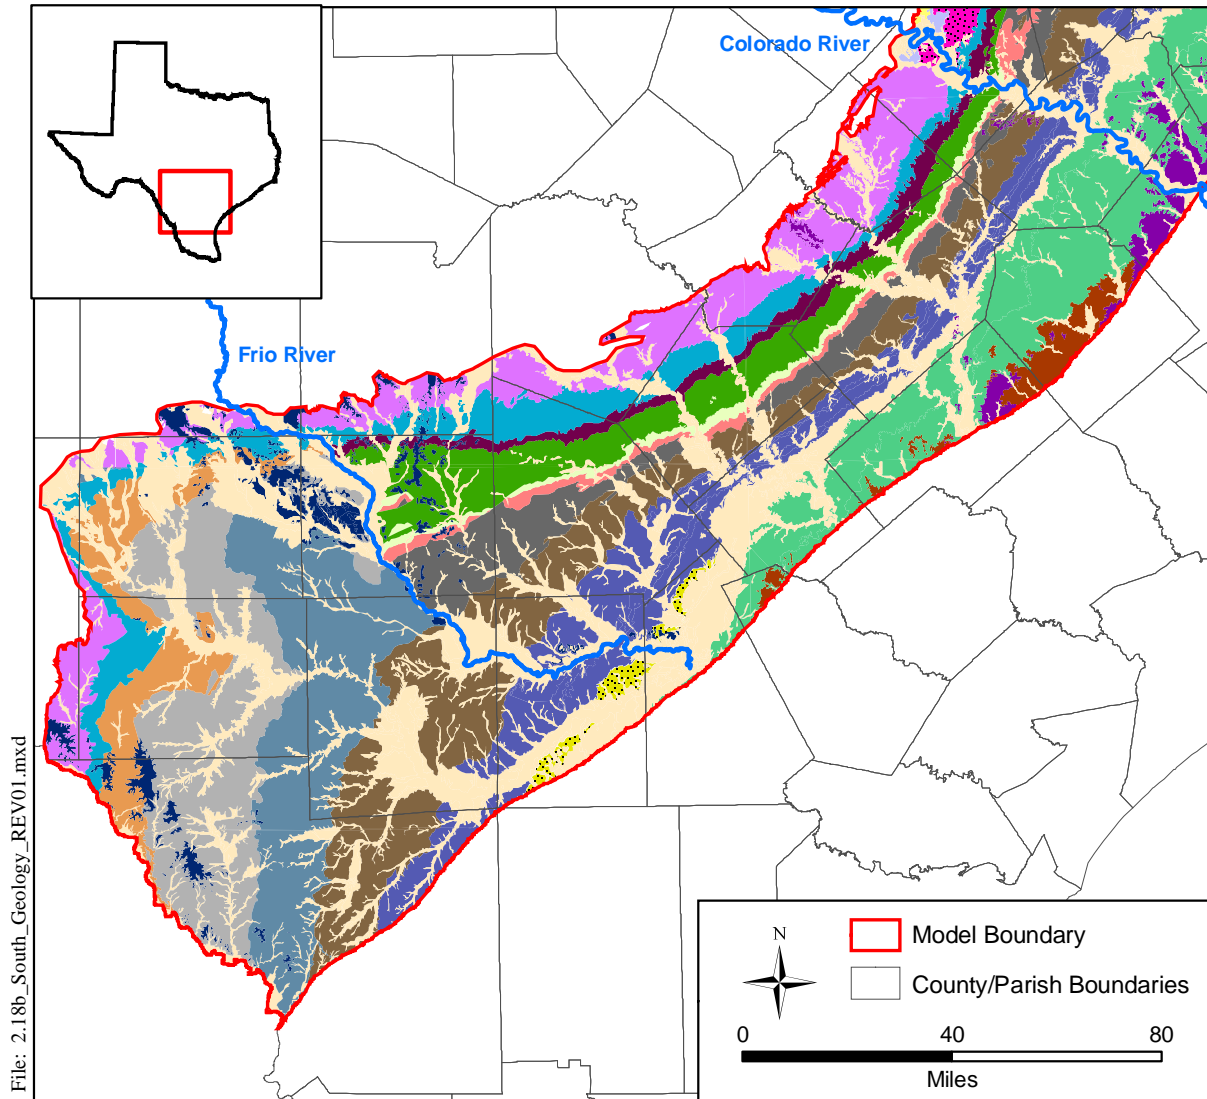 Colorado River
Frio River
File: 2.18b_South_Geology_REV01.mxd
N
Model Boundary
County/Parish Boundaries
0 40 80
Miles